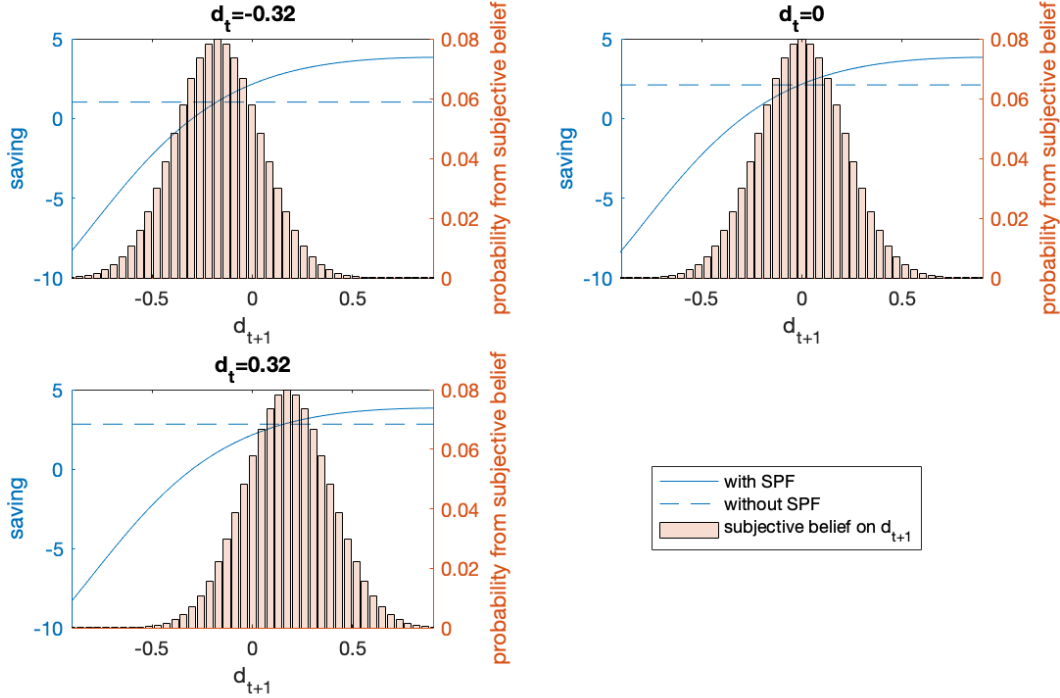 d_t=-0.32
5
0
-5
-10
saving
0.08
0.06
0.04
0.02
0
probability from subjective belief
-0.5 0 0.5
d_{t+1}
d_t=0
5
0
-5
-10
saving
0.08
0.06
0.04
0.02
0
probability from subjective belief
-0.5 0 0.5
d_{t+1}
d_t=0.32
5
0
-5
-10
saving
0.08
0.06
0.04
0.02
0
probability from subjective belief
-0.5 0 0.5
d_{t+1}
with SPF
without SPF
subjective belief on d_{t+1}